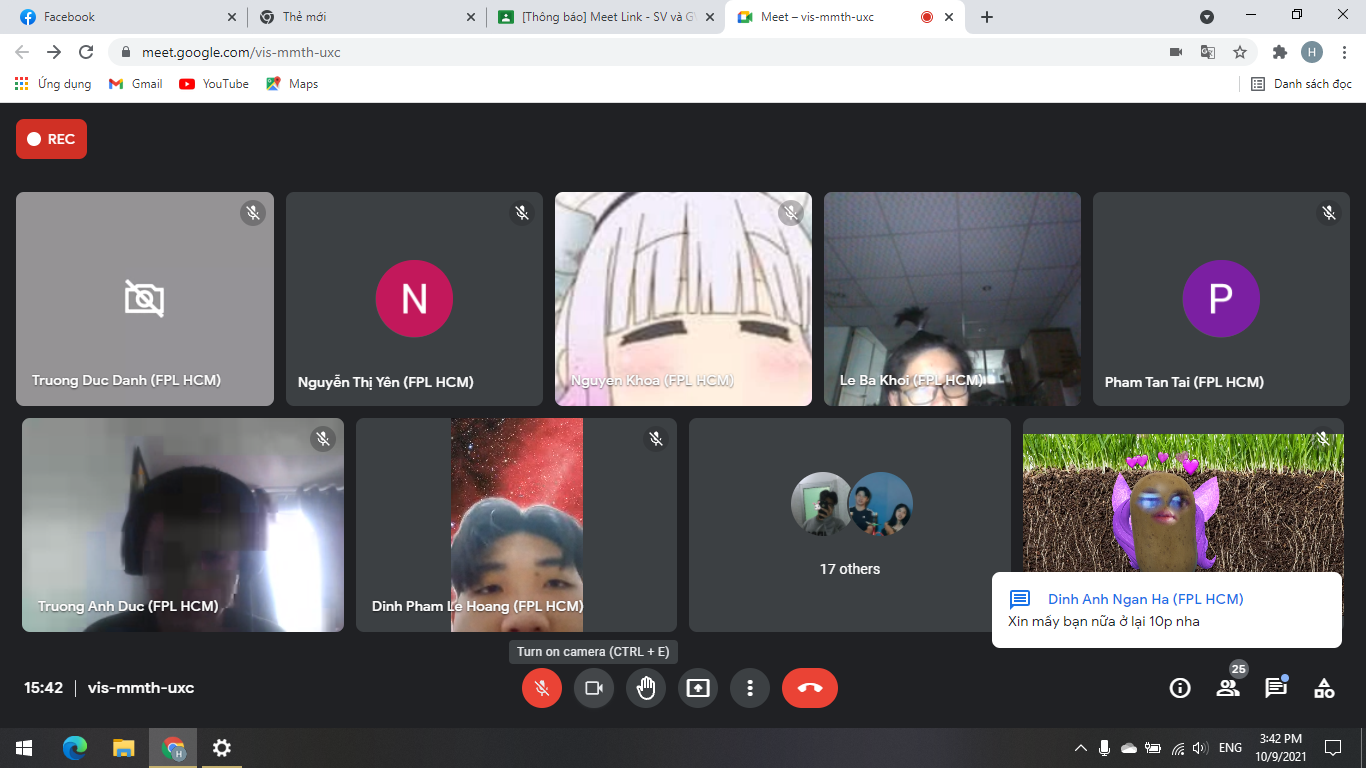 Facebook
Thẻ mới
[Thông báo] Meet Link - SV và G
Meet – vis-mmth-uxc
meet.google.com/vis-mmth-uxc
H
Ứng dụng
Gmail
YouTube
Maps
Danh sách đọc
REC
Truong Duc Danh (FPL HCM)
N
Nguyễn Thị Yên (FPL HCM)
Nguyen Khoa (FPL HCM)
Le Ba Khoi (FPL HCM)
P
Pham Tan Tai (FPL HCM)
Truong Anh Duc (FPL HCM)
Dinh Pham Le Hoang (FPL HCM)
17 others
Dinh Anh Ngan Ha (FPL HCM)
Xin mấy bạn nữa ở lại 10p nha
Turn on camera (CTRL + E)
15:42
vis-mmth-uxc
25
H
ENG
3:42 PM
10/9/2021